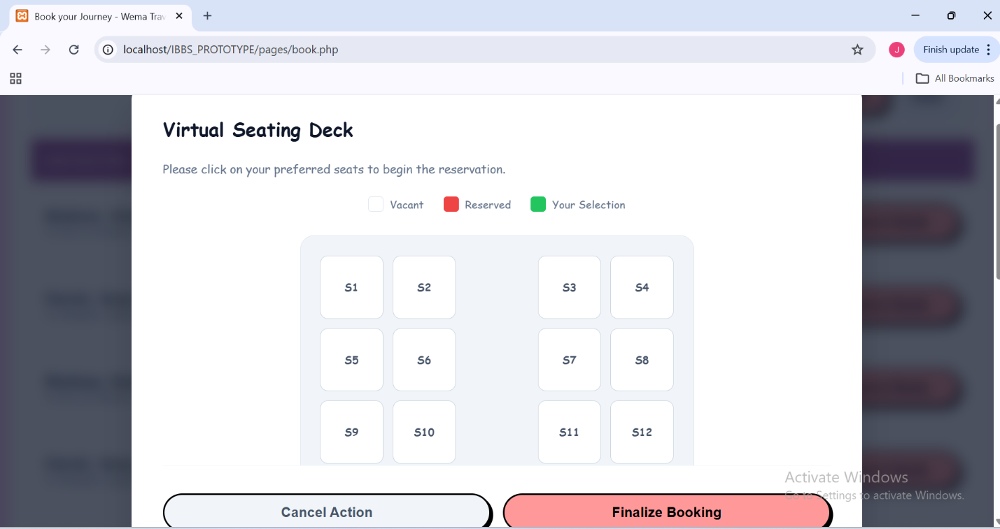 Book your Journey - Wema Trav
localhost/IBBS_PROTOTYPE/pages/book.php
J
Finish update
All Bookmarks
Virtual Seating Deck
Please click on your preferred seats to begin the reservation.
Vacant Reserved Your Selection
S1 S2 S3 S4
S5 S6 S7 S8
S9 S10 S11 S12
Activate Windows
Go to Settings to activate Windows.
Cancel Action Finalize Booking